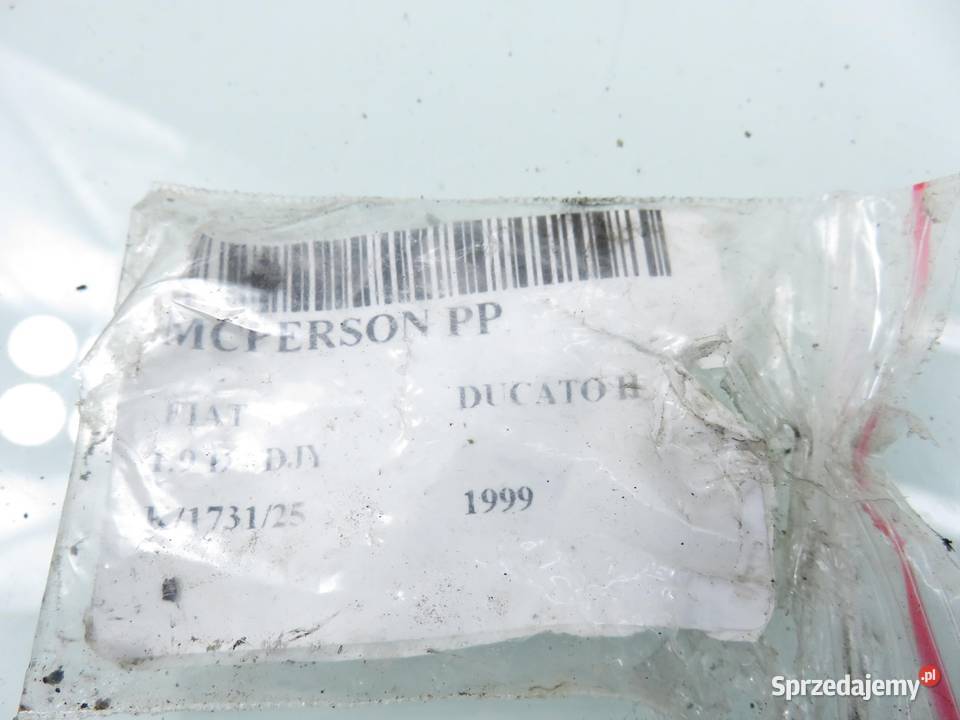 MCPERSON PP
FIAT DUCATO II
1.9 D DJY
K/1731/25 1999
Sprzedajemy.pl